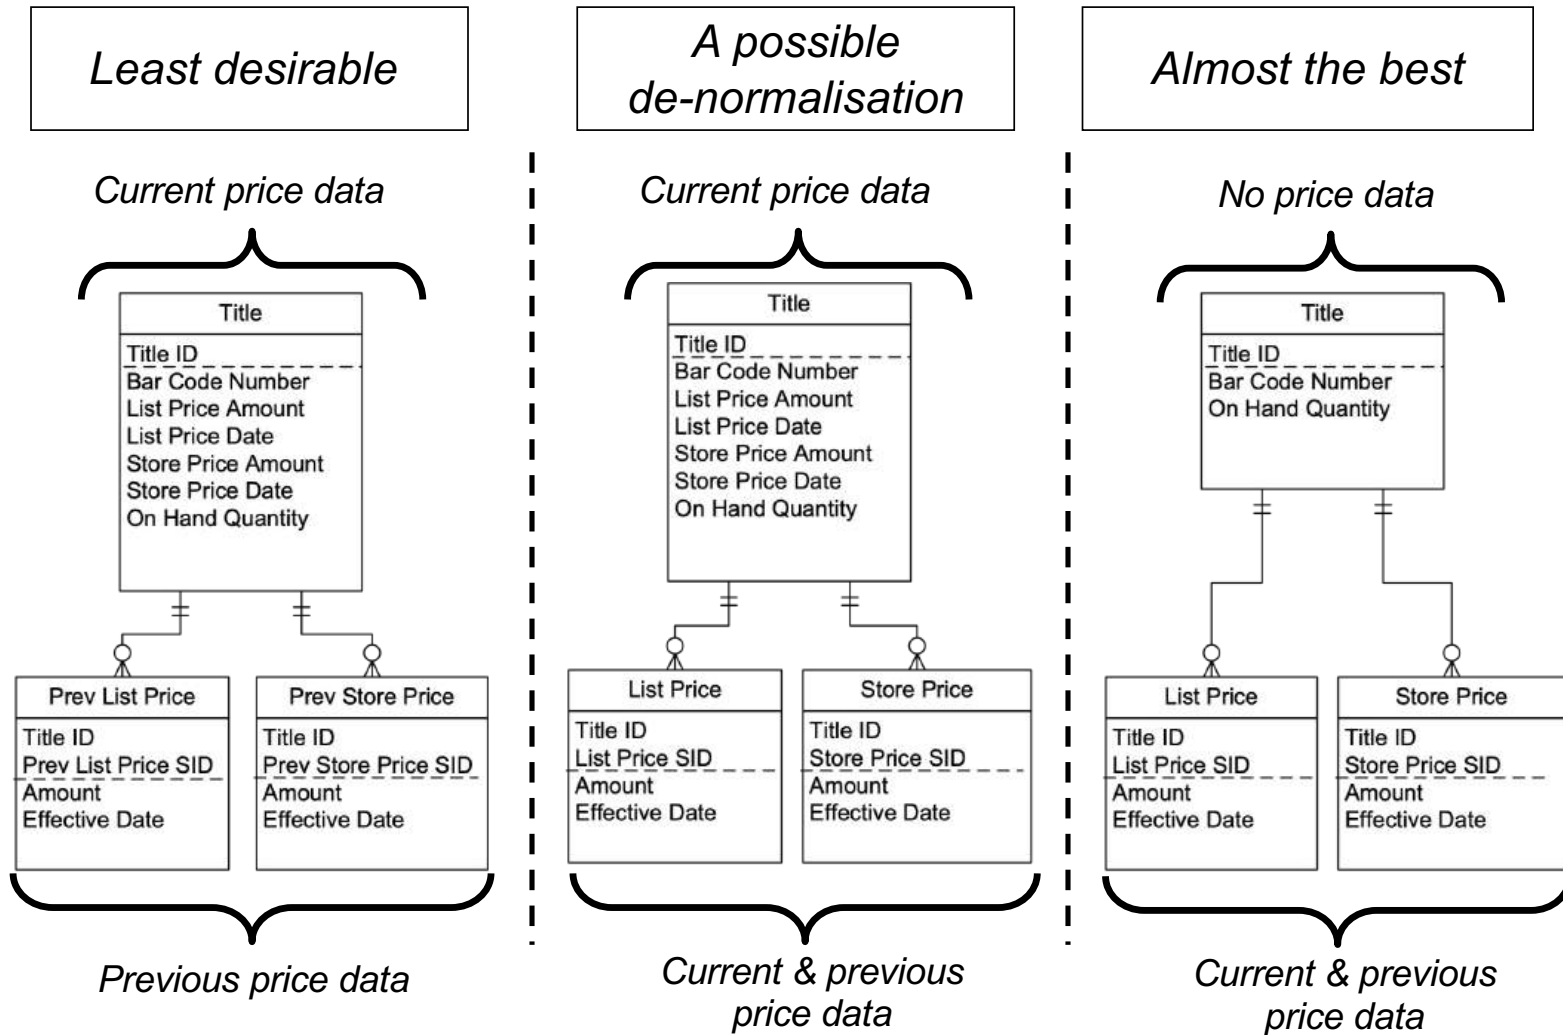 Least desirable
Current price data
Title
Title ID
Bar Code Number
List Price Amount
List Price Date
Store Price Amount
Store Price Date
On Hand Quantity
Prev List Price
Title ID
Prev List Price SID
Amount
Effective Date
Prev Store Price
Title ID
Prev Store Price SID
Amount
Effective Date
Previous price data
A possible
de-normalisation
Current price data
Title
Title ID
Bar Code Number
List Price Amount
List Price Date
Store Price Amount
Store Price Date
On Hand Quantity
List Price
Title ID
List Price SID
Amount
Effective Date
Store Price
Title ID
Store Price SID
Amount
Effective Date
Current & previous
price data
Almost the best
No price data
Title
Title ID
Bar Code Number
On Hand Quantity
List Price
Title ID
List Price SID
Amount
Effective Date
Store Price
Title ID
Store Price SID
Amount
Effective Date
Current & previous
price data